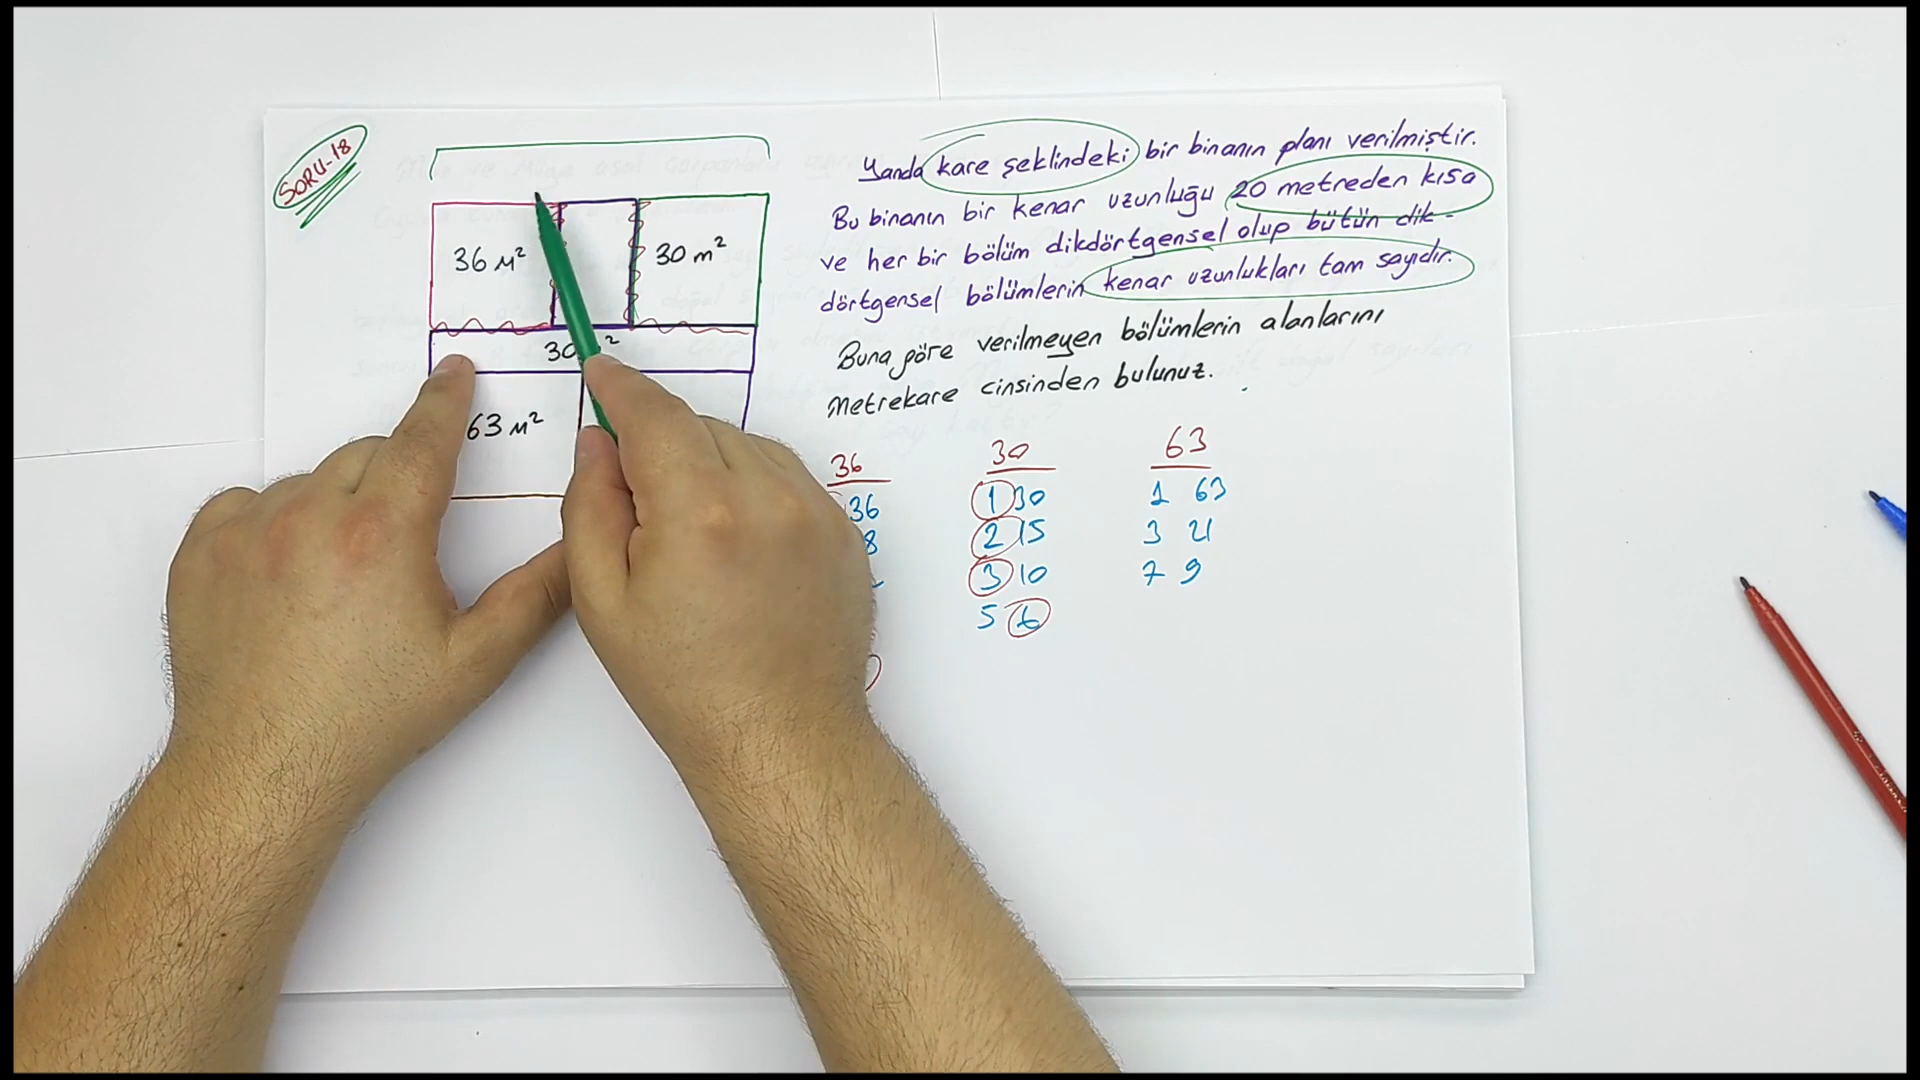 SORU-18
36 м²
30 m²
30
²
63 м²
Yanda kare şeklindeki bir binanın planı verilmiştir.
Bu binanın bir kenar uzunluğu 20 metreden kısa
ve her bir bölüm dikdörtgensel olup bütün dik-
dörtgensel bölümlerin kenar uzunlukları tam sayıdır.
Buna göre verilmeyen bölümlerin alanlarını
Metrekare cinsinden bulunuz.
36
36
8
30
1 30
2 15
3 10
5 6
63
1 63
3 21
7 9